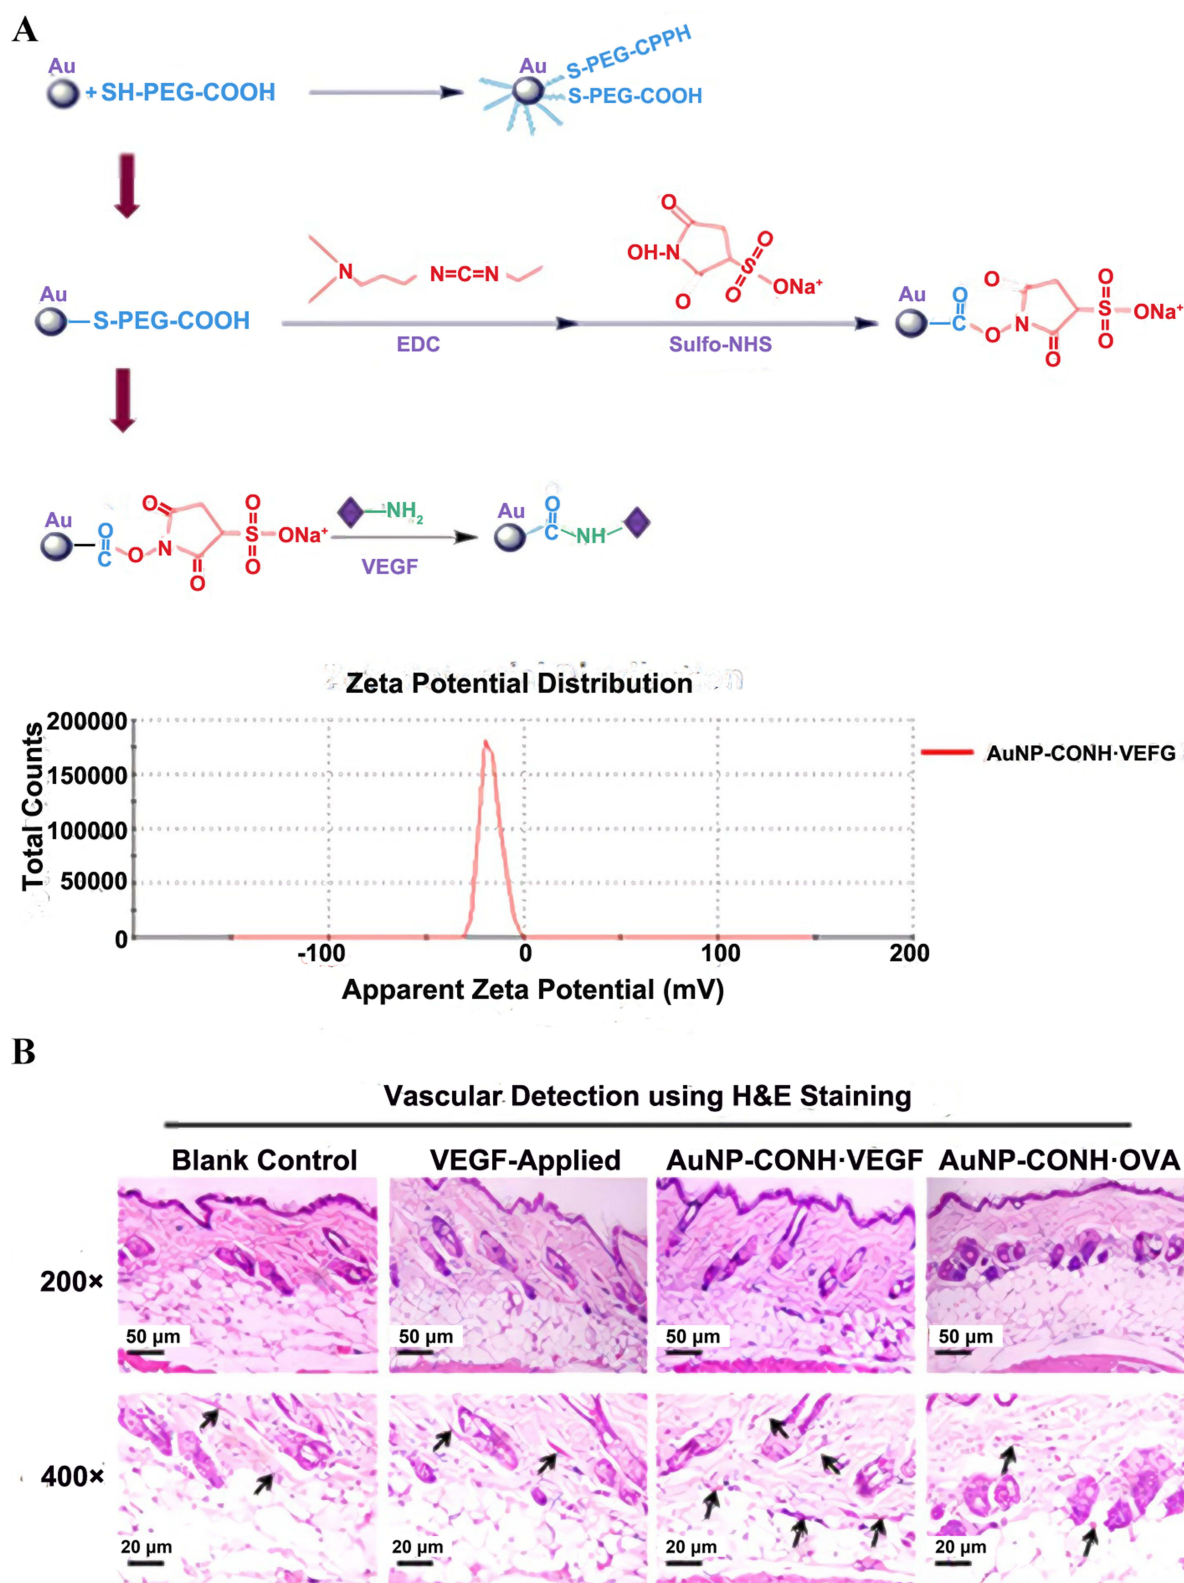 A
Au
+ SH-PEG-COOH
Au
S-PEG-CPPH
S-PEG-COOH
Au
S-PEG-COOH
N
N=C=N
EDC
O
OH-N
O
S
O
O
ONa+
Sulfo-NHS
Au
O
C
O
O
N
O
O
S
O
ONa+
Au
O
C
O
O
N
O
O
S
O
ONa+
NH2
VEGF
Au
O
C
NH
Zeta Potential Distribution
Total Counts
200000
150000
100000
50000
0
-100
0
100
200
Apparent Zeta Potential (mV)
AuNP-CONH·VEFG
B
Vascular Detection using H&E Staining
Blank Control
VEGF-Applied
AuNP-CONH·VEGF
AuNP-CONH·OVA
200×
50 µm
50 µm
50 µm
50 µm
400×
20 µm
20 µm
20 µm
20 µm